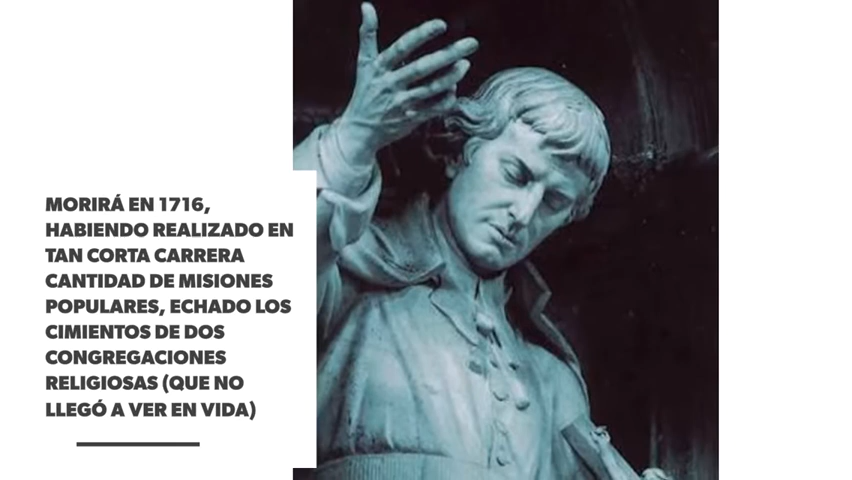 MORIRÁ EN 1716,
HABIENDO REALIZADO EN
TAN CORTA CARRERA
CANTIDAD DE MISIONES
POPULARES, ECHADO LOS
CIMIENTOS DE DOS
CONGREGACIONES
RELIGIOSAS (QUE NO
LLEGÓ A VER EN VIDA)